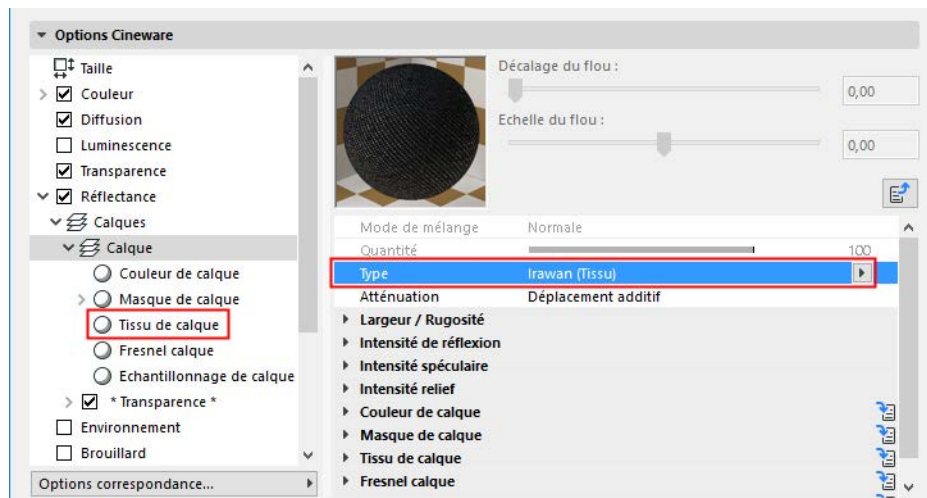 Options Cineware
Taille
Couleur
Diffusion
Luminescence
Transparence
Réflectance
Calques
Calque
Couleur de calque
Masque de calque
Tissu de calque
Fresnel calque
Echantillonnage de calque
* Transparence *
Environnement
Brouillard
Options correspondance...
Décalage du flou :
0,00
Echelle du flou :
0,00
Mode de mélange Normale
Quantité 100
Type Irawan (Tissu)
Atténuation Déplacement additif
Largeur / Rugosité
Intensité de réflexion
Intensité spéculaire
Intensité relief
Couleur de calque
Masque de calque
Tissu de calque
Fresnel calque